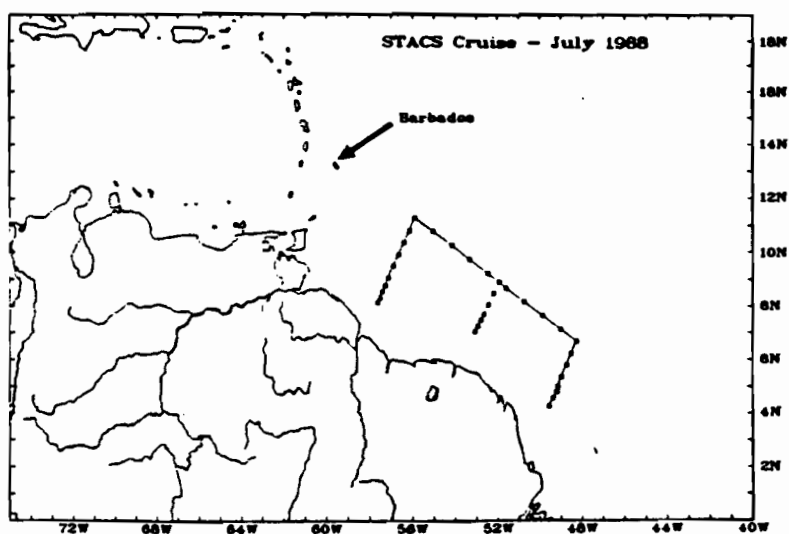 STACS Cruise - July 1988
Barbados
18N
16N
14N
12N
10N
8N
6N
4N
2N
72W 68W 64W 60W 56W 52W 48W 44W 40W